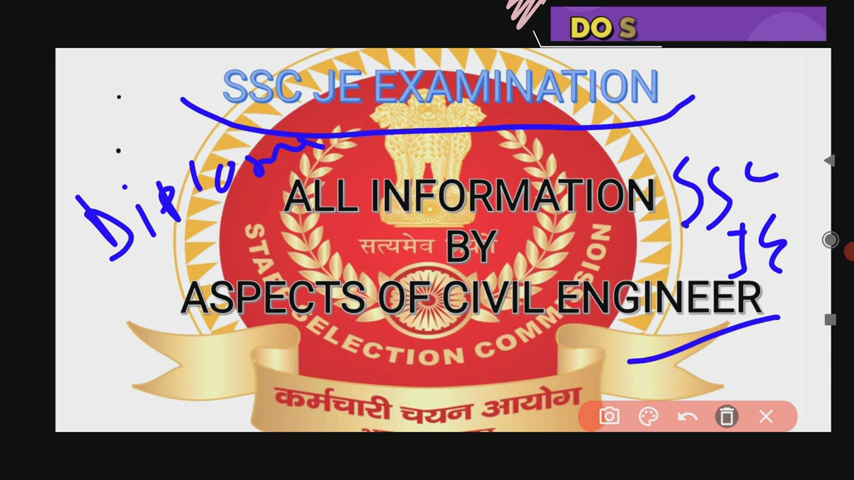 DO S
SSC JE EXAMINATION
Diploma
ALL INFORMATION
SSC
JE
BY
सत्यमेव
ASPECTS OF CIVIL ENGINEER
STAFF SELECTION COMMISSION
कर्मचारी चयन आयोग